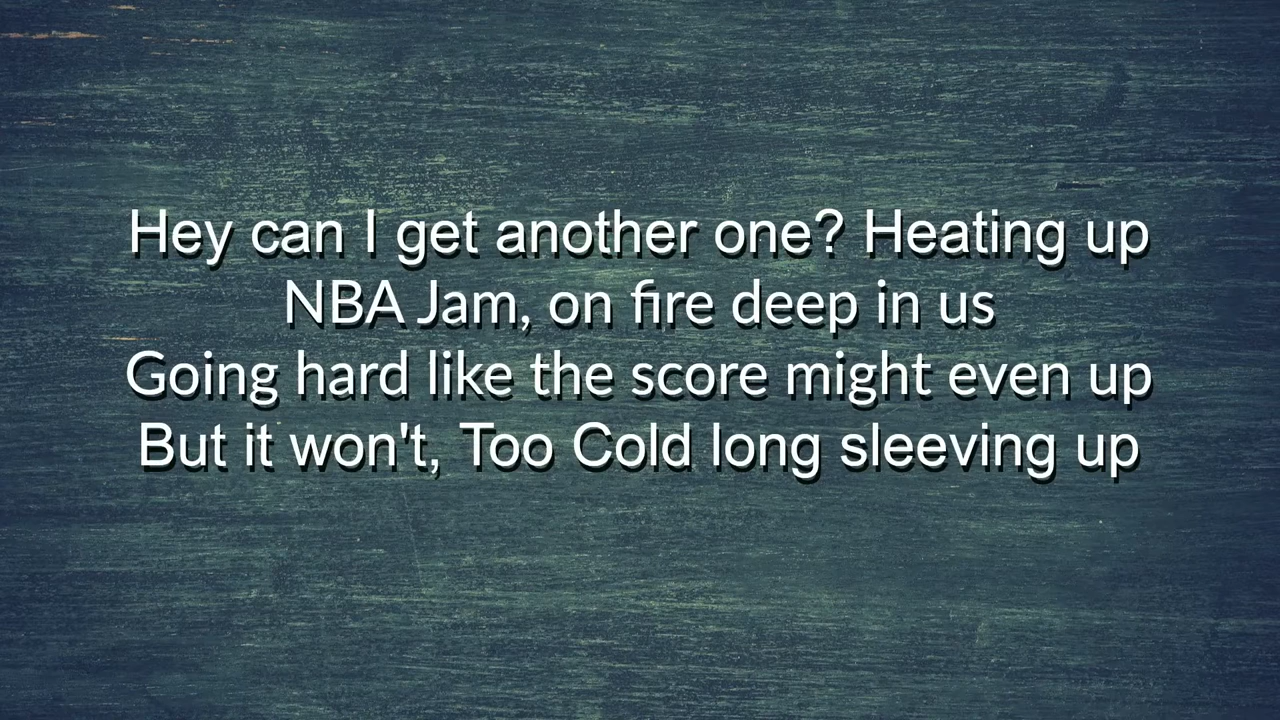 Hey can I get another one? Heating up
NBA Jam, on fire deep in us
Going hard like the score might even up
But it won't, Too Cold long sleeving up